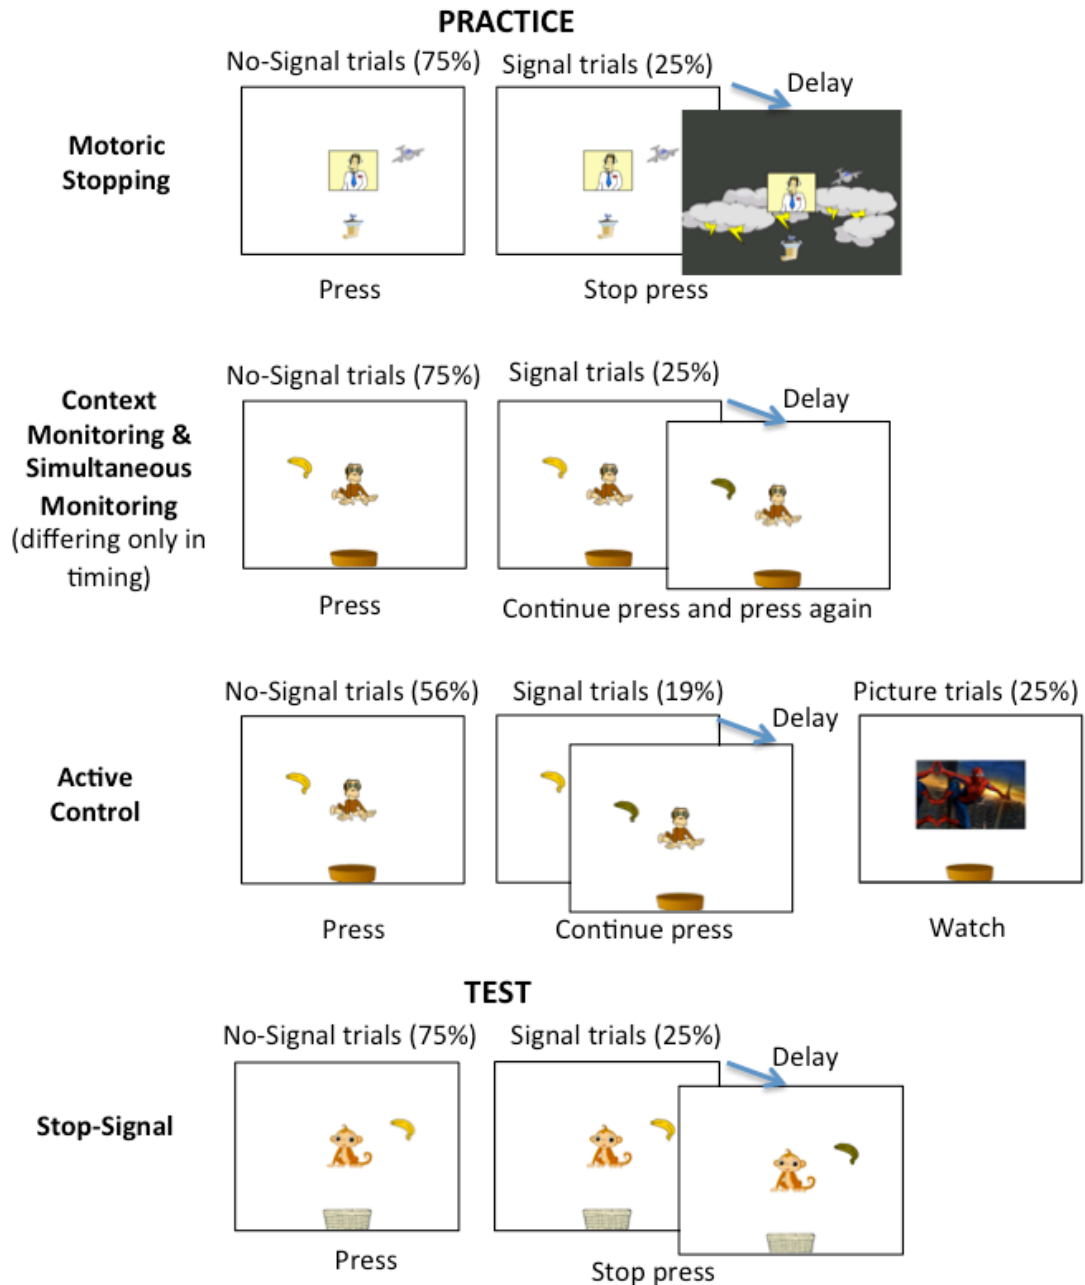 PRACTICE
No-Signal trials (75%)
Signal trials (25%)
Delay
Motoric
Stopping
Press
Stop press
No-Signal trials (75%)
Signal trials (25%)
Delay
Context
Monitoring &
Simultaneous
Monitoring
(differing only in
timing)
Press
Continue press and press again
No-Signal trials (56%)
Signal trials (19%)
Picture trials (25%)
Delay
Active
Control
Press
Continue press
Watch
TEST
No-Signal trials (75%)
Signal trials (25%)
Delay
Stop-Signal
Press
Stop press